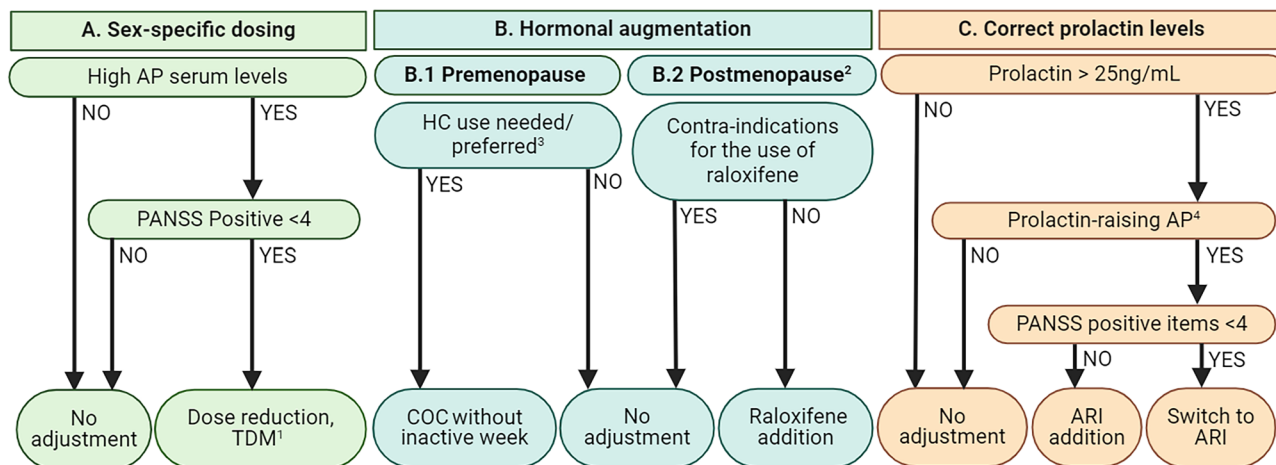 A. Sex-specific dosing
High AP serum levels
NO
YES
PANSS Positive <4
NO
YES
No
adjustment
Dose reduction,
TDM¹
B. Hormonal augmentation
B.1 Premenopause
HC use needed/
preferred³
YES
NO
COC without
inactive week
B.2 Postmenopause²
Contra-indications
for the use of
raloxifene
YES
NO
No
adjustment
Raloxifene
addition
C. Correct prolactin levels
Prolactin > 25ng/mL
NO
YES
Prolactin-raising AP⁴
NO
YES
PANSS positive items <4
NO
YES
No
adjustment
ARI
addition
Switch to
ARI